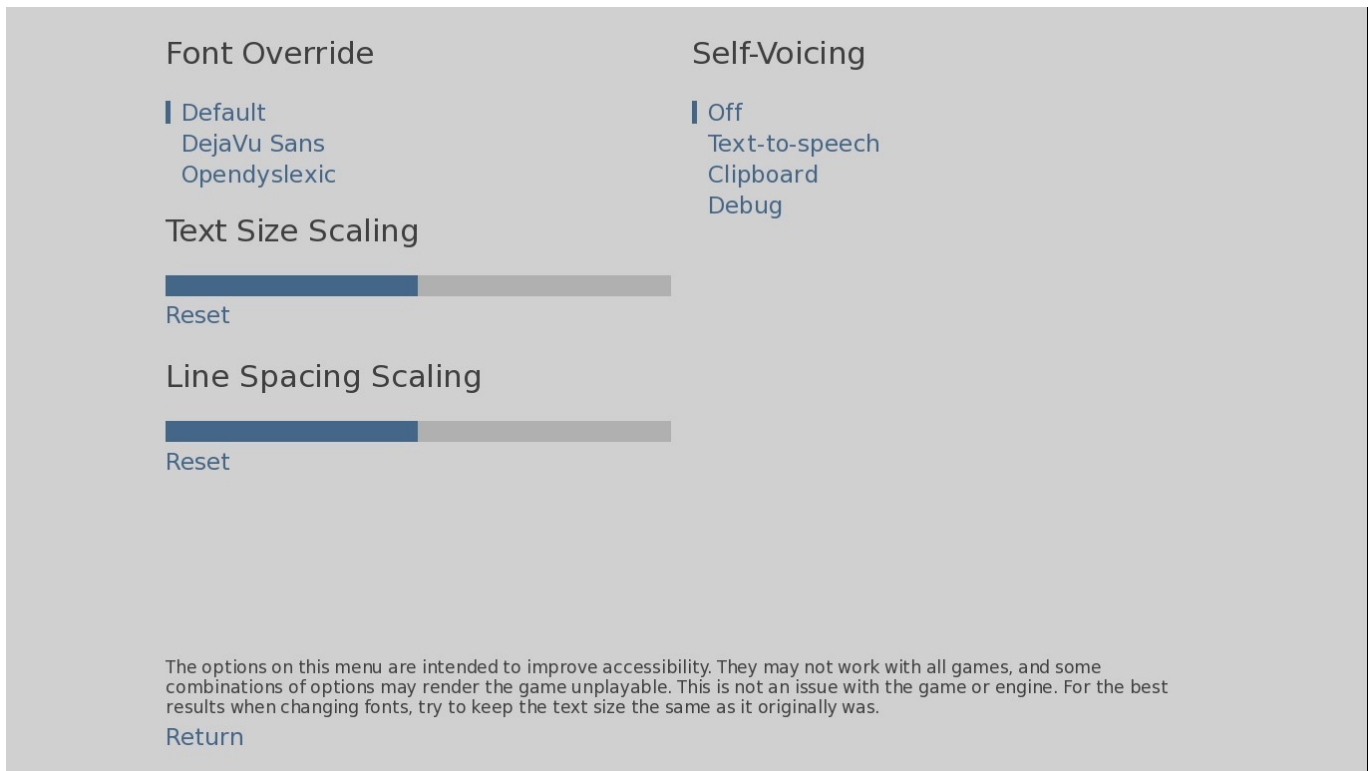 Font Override
Default
DejaVu Sans
Opendyslexic
Text Size Scaling
Reset
Line Spacing Scaling
Reset
Self-Voicing
Off
Text-to-speech
Clipboard
Debug
The options on this menu are intended to improve accessibility. They may not work with all games, and some
combinations of options may render the game unplayable. This is not an issue with the game or engine. For the best
results when changing fonts, try to keep the text size the same as it originally was.
Return